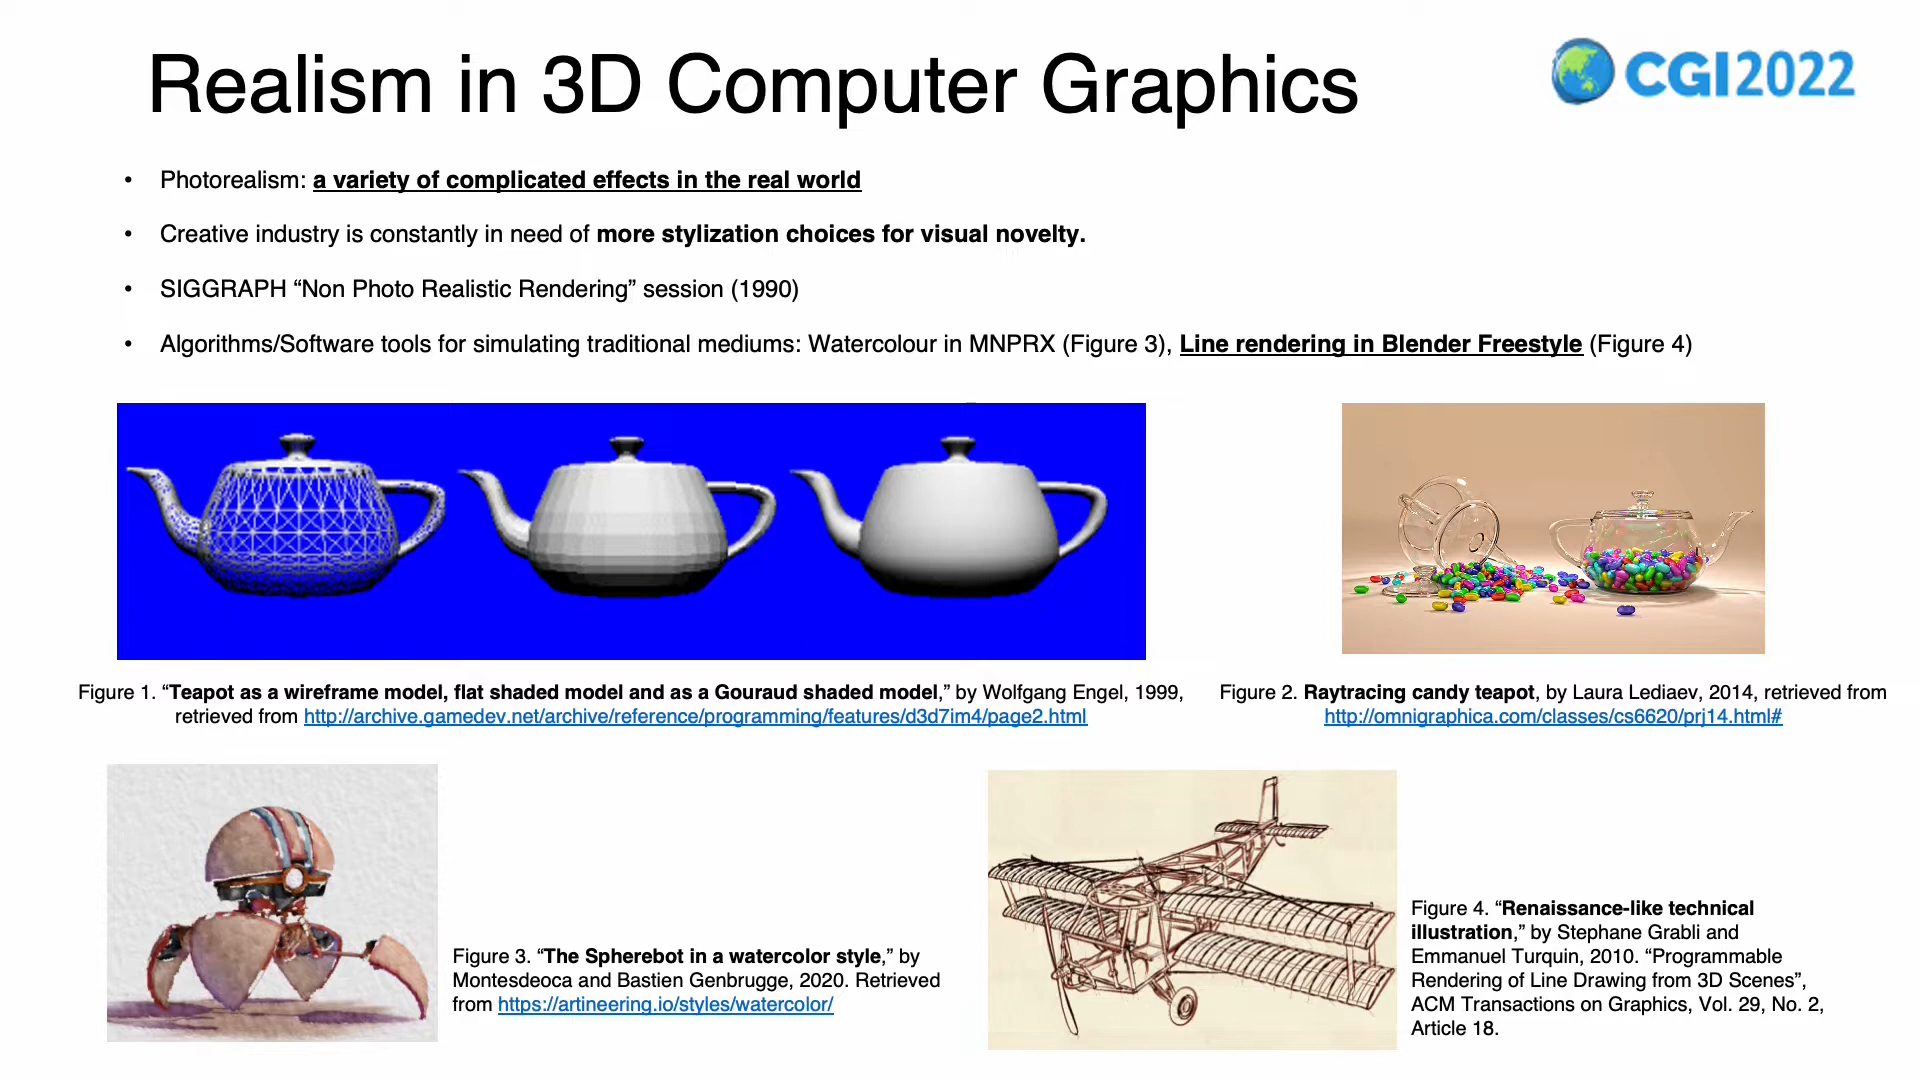 Realism in 3D Computer Graphics
CGI2022
• Photorealism: a variety of complicated effects in the real world
• Creative industry is constantly in need of more stylization choices for visual novelty.
• SIGGRAPH “Non Photo Realistic Rendering” session (1990)
• Algorithms/Software tools for simulating traditional mediums: Watercolour in MNPRX (Figure 3), Line rendering in Blender Freestyle (Figure 4)
Figure 1. “Teapot as a wireframe model, flat shaded model and as a Gouraud shaded model,” by Wolfgang Engel, 1999,
retrieved from http://archive.gamedev.net/archive/reference/programming/features/d3d7im4/page2.html
Figure 2. Raytracing candy teapot, by Laura Lediaev, 2014, retrieved from
http://omnigraphica.com/classes/cs6620/prj14.html#
Figure 3. “The Spherebot in a watercolor style,” by
Montesdeoca and Bastien Genbrugge, 2020. Retrieved
from https://artineering.io/styles/watercolor/
Figure 4. “Renaissance-like technical
illustration,” by Stephane Grabli and
Emmanuel Turquin, 2010. “Programmable
Rendering of Line Drawing from 3D Scenes”,
ACM Transactions on Graphics, Vol. 29, No. 2,
Article 18.